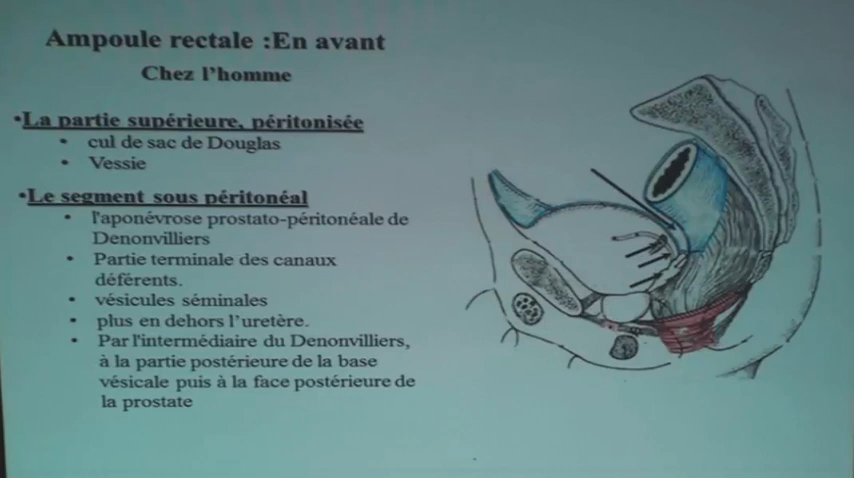 Ampoule rectale :En avant
Chez l'homme
•La partie supérieure, péritonisée
• cul de sac de Douglas
• Vessie
•Le segment sous péritonéal
• l'aponévrose prostato-péritonéale de
Denonvilliers
• Partie terminale des canaux
déférents.
• vésicules séminales
• plus en dehors l'uretère.
• Par l'intermédiaire du Denonvilliers,
à la partie postérieure de la base
vésicale puis à la face postérieure de
la prostate